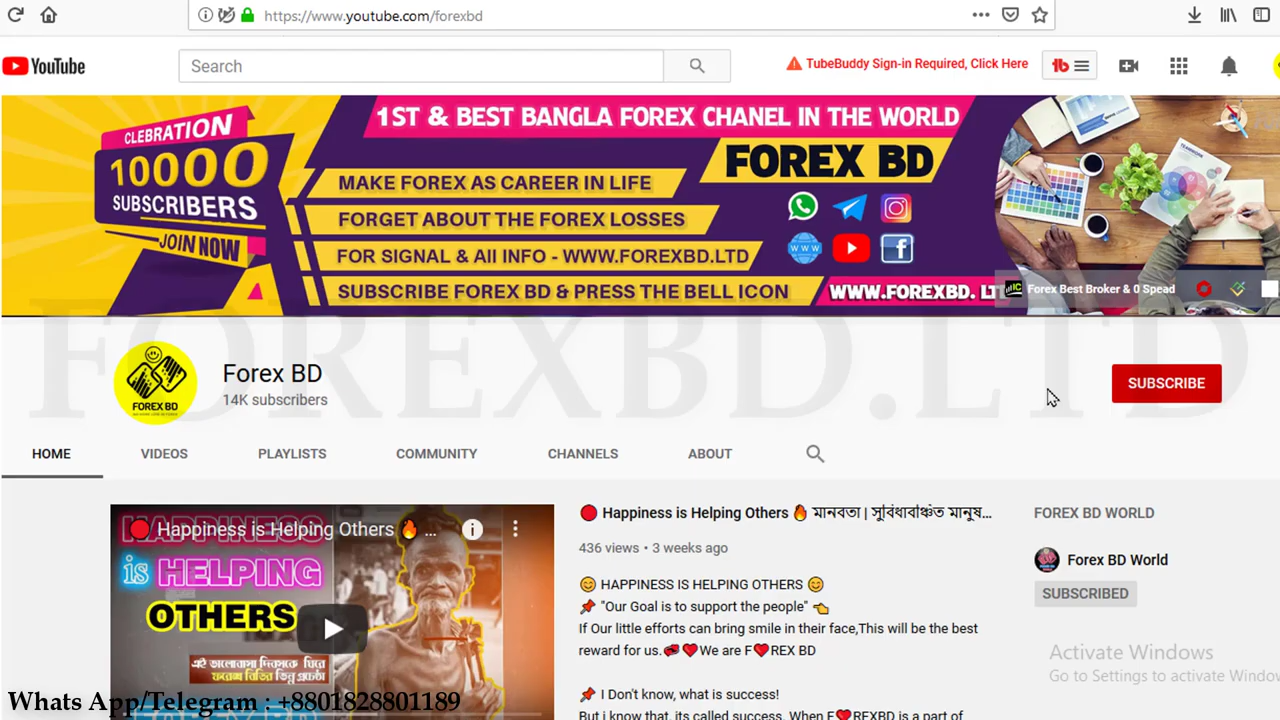 https://www.youtube.com/forexbd
YouTube
Search
TubeBuddy Sign-in Required, Click Here
CLEBRATION
10000
SUBSCRIBERS
JOIN NOW
1ST & BEST BANGLA FOREX CHANEL IN THE WORLD
FOREX BD
MAKE FOREX AS CAREER IN LIFE
FORGET ABOUT THE FOREX LOSSES
FOR SIGNAL & All INFO - WWW.FOREXBD.LTD
SUBSCRIBE FOREX BD & PRESS THE BELL ICON
WWW.FOREXBD. LT
Forex Best Broker & 0 Spead
FOREXBD.LTD
FOREX BD
Forex BD
14K subscribers
SUBSCRIBE
HOME VIDEOS PLAYLISTS COMMUNITY CHANNELS ABOUT
Happiness is Helping Others 🔥 ...
HAPPINESS
is HELPING
OTHERS
এই ভালোবাসা দিবসকে ঘিরে
ফরেক্স বিডির ভিন্ন প্রচেষ্টা
🔴 Happiness is Helping Others 🔥 মানবতা | সুবিধাবঞ্চিত মানুষ...
436 views • 3 weeks ago
😊 HAPPINESS IS HELPING OTHERS 😊
📌 "Our Goal is to support the people" 👈
If Our little efforts can bring smile in their face,This will be the best
reward for us.❤️We are F❤️REX BD
📌 I Don't know, what is success!
But i know that, its called success, When F❤️REXBD is a part of
FOREX BD WORLD
Forex BD World
SUBSCRIBED
Activate Windows
Go to Settings to activate Windo
Whats App/Telegram : +8801828801189